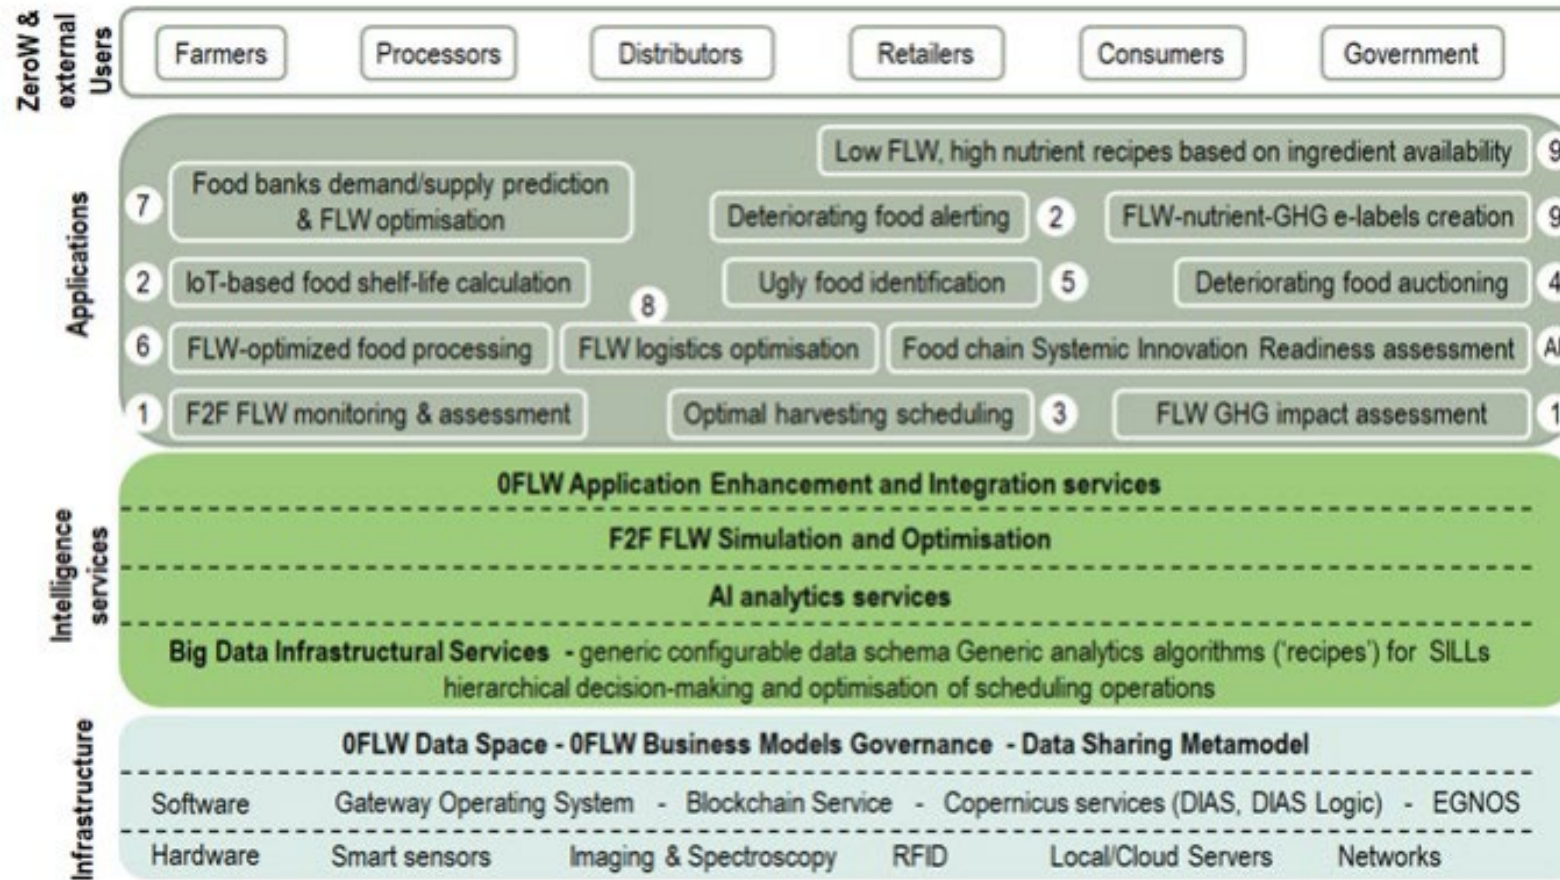 ZeroW &
external
Users
Farmers
Processors
Distributors
Retailers
Consumers
Government
Applications
Low FLW, high nutrient recipes based on ingredient availability
9
7
Food banks demand/supply prediction
& FLW optimisation
Deteriorating food alerting
2
FLW-nutrient-GHG e-labels creation
9
2
IoT-based food shelf-life calculation
8
Ugly food identification
5
Deteriorating food auctioning
4
6
FLW-optimized food processing
FLW logistics optimisation
Food chain Systemic Innovation Readiness assessment
1
F2F FLW monitoring & assessment
Optimal harvesting scheduling
3
FLW GHG impact assessment
1
Intelligence
services
0FLW Application Enhancement and Integration services
F2F FLW Simulation and Optimisation
AI analytics services
Big Data Infrastructural Services - generic configurable data schema Generic analytics algorithms ('recipes') for SILLs
hierarchical decision-making and optimisation of scheduling operations
Infrastructure
0FLW Data Space - 0FLW Business Models Governance - Data Sharing Metamodel
Software
Gateway Operating System - Blockchain Service - Copernicus services (DIAS, DIAS Logic) - EGNOS
Hardware
Smart sensors
Imaging & Spectroscopy
RFID
Local/Cloud Servers
Networks